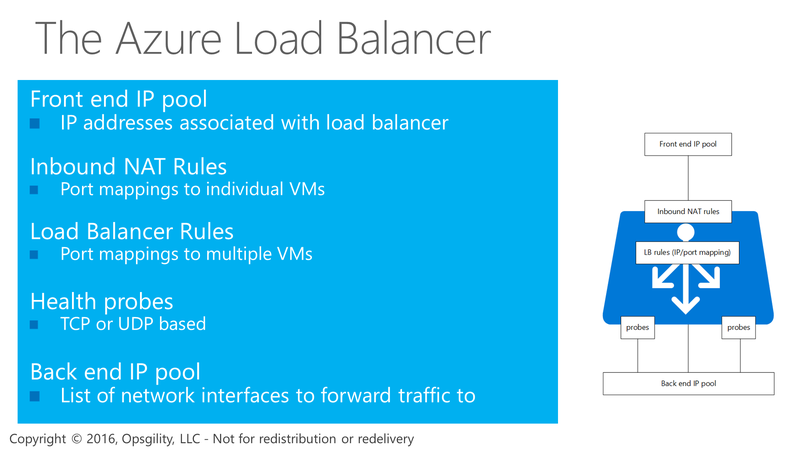 The Azure Load Balancer
Front end IP pool
IP addresses associated with load balancer
Inbound NAT Rules
Port mappings to individual VMs
Load Balancer Rules
Port mappings to multiple VMs
Health probes
TCP or UDP based
Back end IP pool
List of network interfaces to forward traffic to
Front end IP pool
Inbound NAT rules
LB rules (IP/port mapping)
probes
probes
Back end IP pool
Copyright © 2016, Opsgility, LLC - Not for redistribution or redelivery